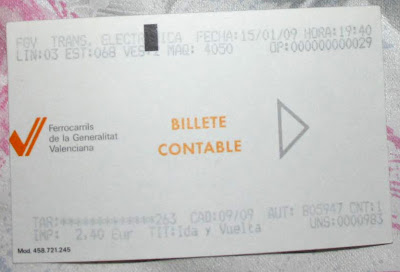 FGV TRANS. ELECTRONICA FECHA:15/01/09 HORA:19:40
LIN:03 EST:068 VES:2 MAQ: 4050 OP:000000000029
Ferrocarrils
de la Generalitat
Valenciana
BILLETE
CONTABLE
TAR:*************263 CAD:09/09 AUT: 805947 CNT:1
IMP: 2,40 Eur TIT:Ida y Vuelta UNS:0000983
Mod. 458.721.245